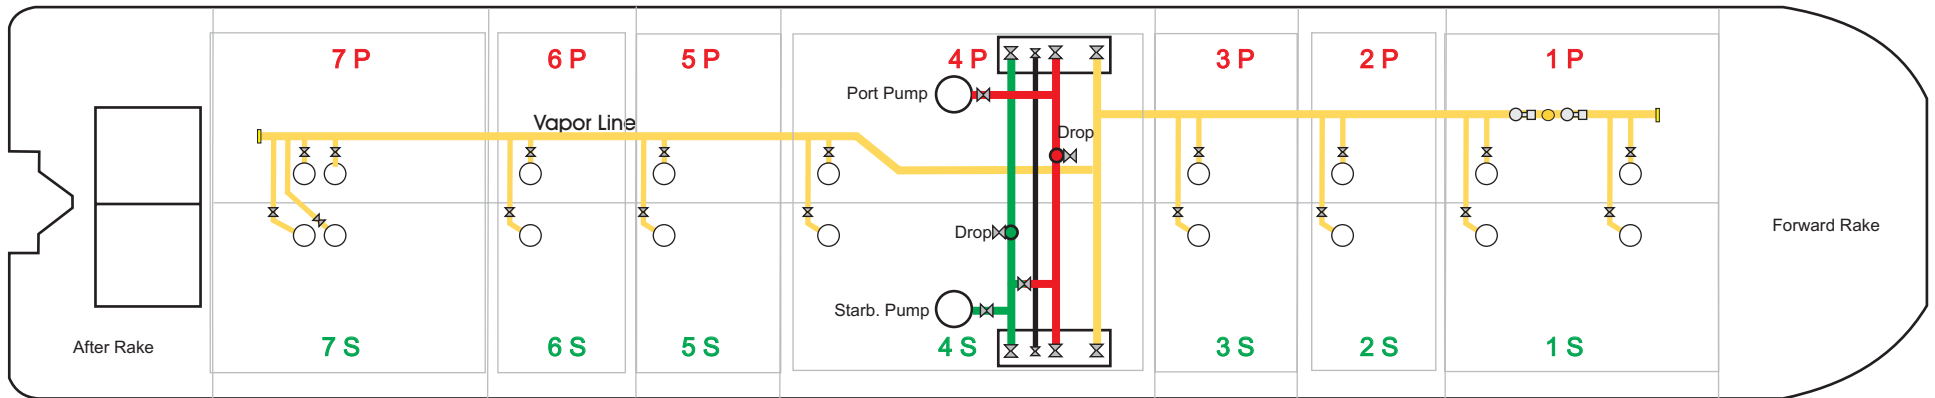 7 P
6 P
5 P
4 P
3 P
2 P
1 P
Port Pump
Vapor Line
Drop
Drop
Forward Rake
Starb. Pump
After Rake
7 S
6 S
5 S
4 S
3 S
2 S
1 S